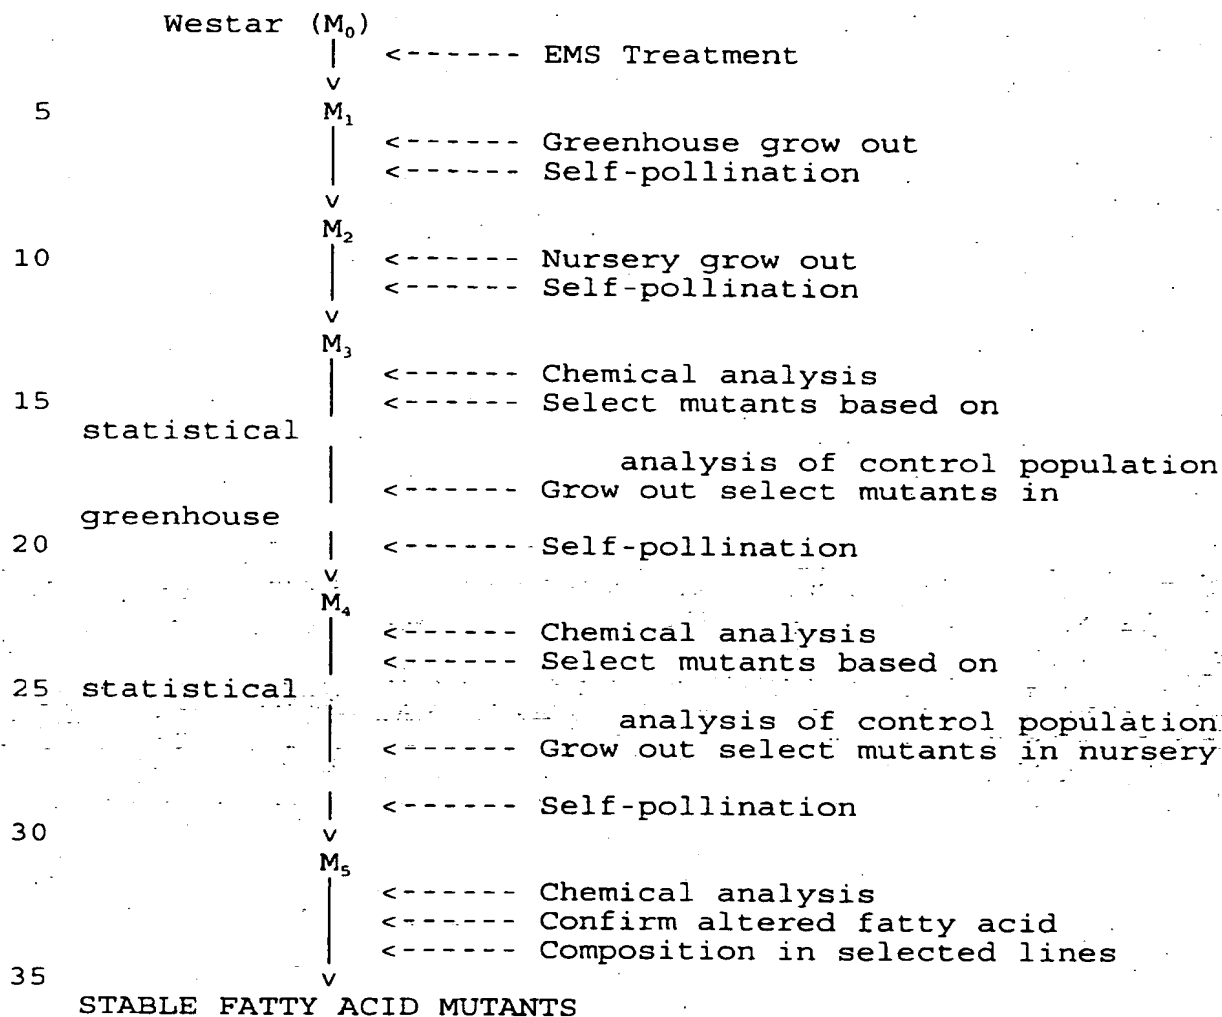 Westar (M₀)
| <------ EMS Treatment
v
5 M₁
| <------ Greenhouse grow out
| <------ Self-pollination
v
M₂
10 | <------ Nursery grow out
| <------ Self-pollination
v
M₃
| <------ Chemical analysis
15 | <------ Select mutants based on
statistical
| analysis of control population
| <------ Grow out select mutants in
greenhouse
20 | <------ Self-pollination
v
M₄
| <------ Chemical analysis
| <------ Select mutants based on
25 statistical
| analysis of control population
| <------ Grow out select mutants in nursery
| <------ Self-pollination
30 v
M₅
| <------ Chemical analysis
| <------ Confirm altered fatty acid
| <------ Composition in selected lines
35 v
STABLE FATTY ACID MUTANTS